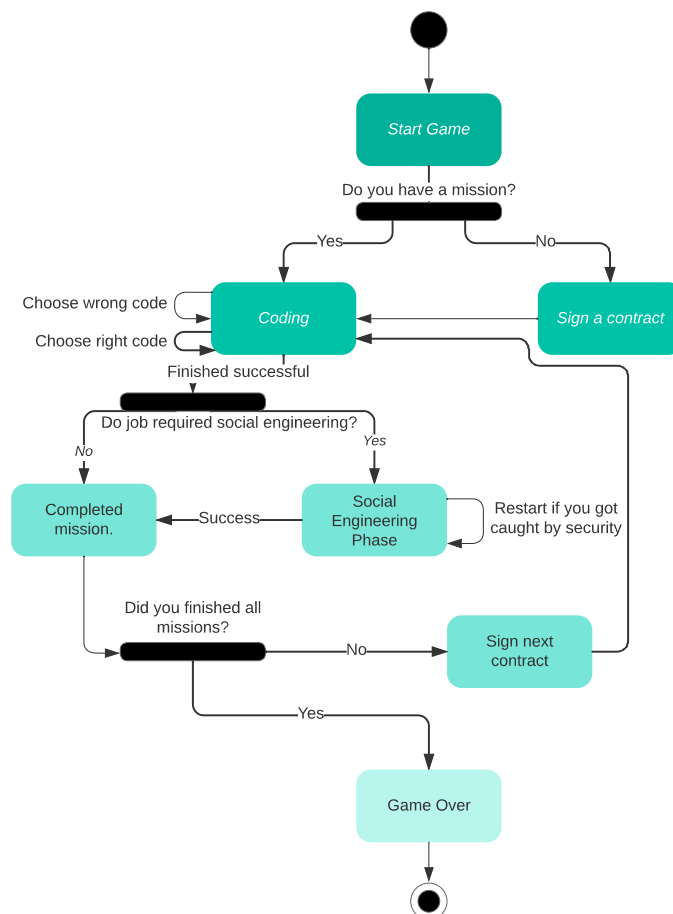 Start Game
Do you have a mission?
Yes
No
Choose wrong code
Coding
Sign a contract
Choose right code
Finished successful
Do job required social engineering?
No
Yes
Completed
mission.
Success
Social
Engineering
Phase
Restart if you got
caught by security
Did you finished all
missions?
No
Sign next
contract
Yes
Game Over